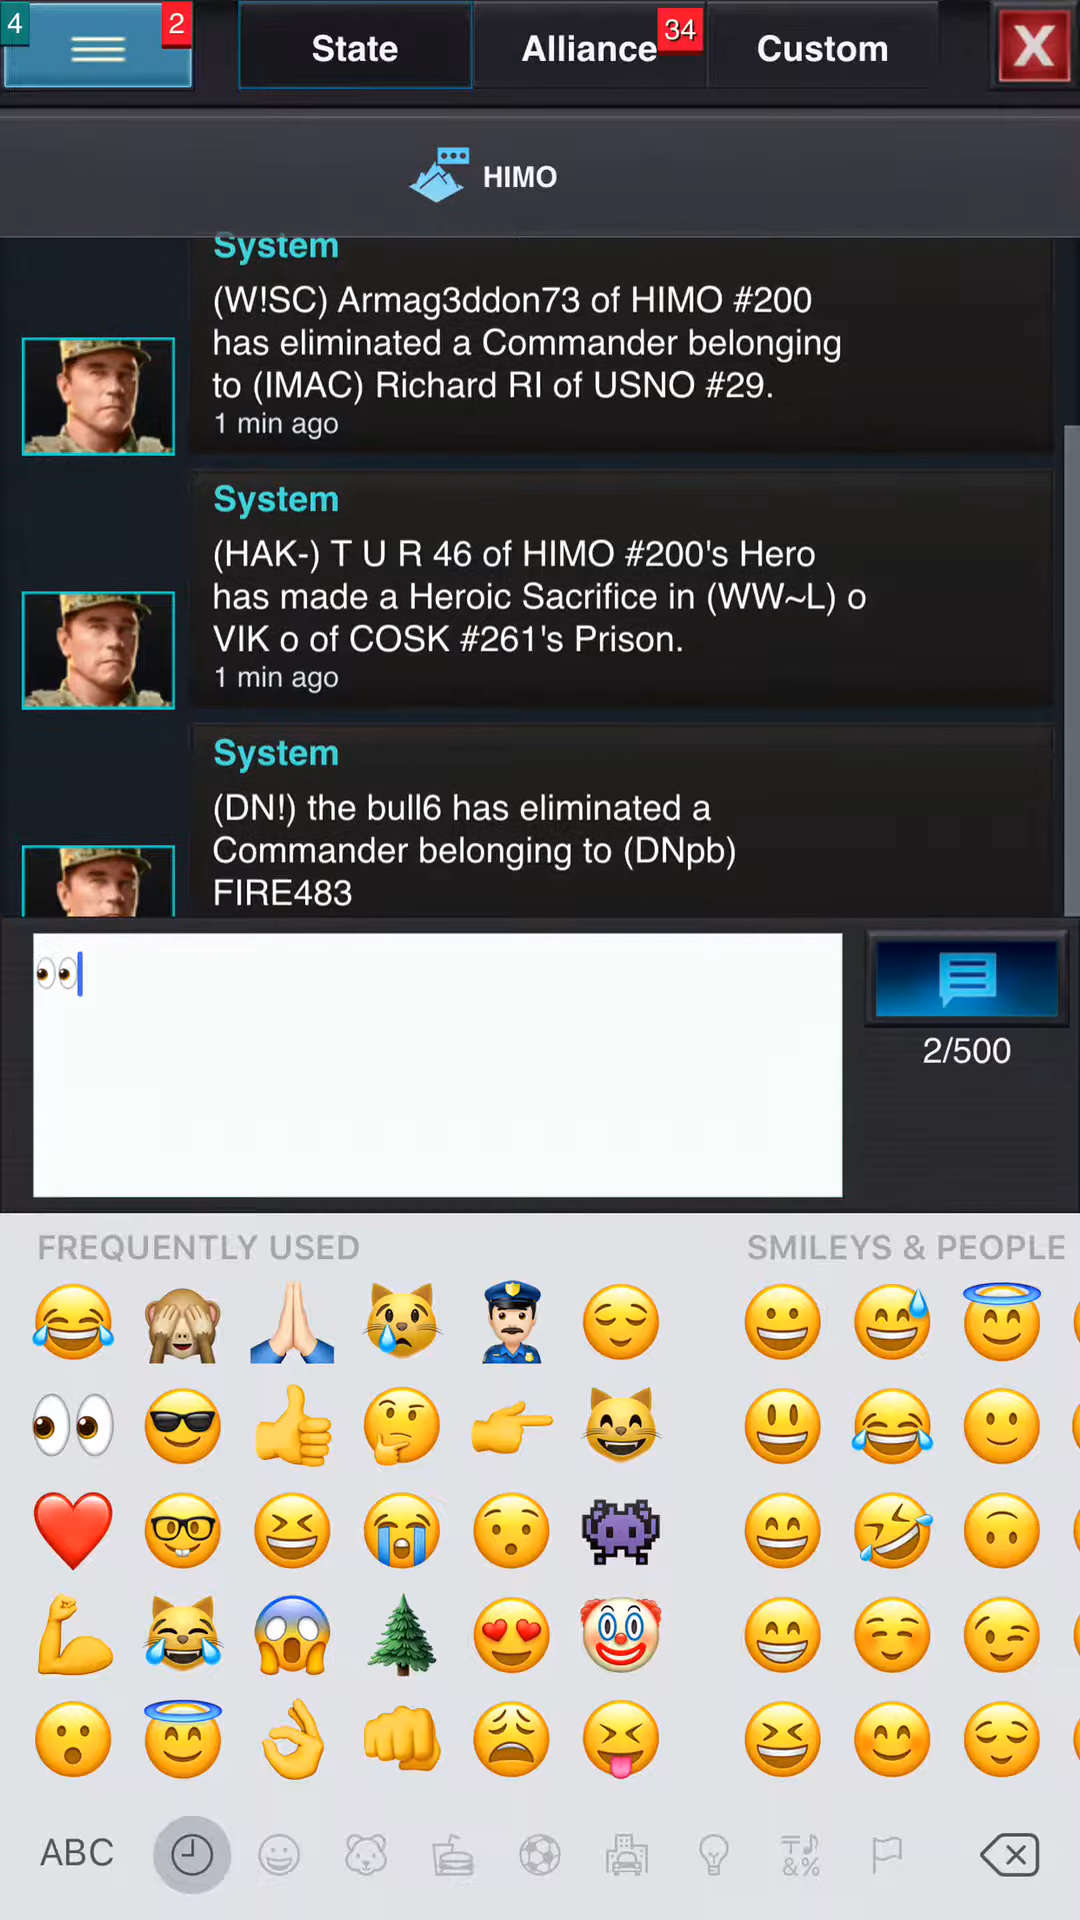 4
2
State
Alliance
34
Custom
X
HIMO
System
(W!SC) Armag3ddon73 of HIMO #200
has eliminated a Commander belonging
to (IMAC) Richard RI of USNO #29.
1 min ago
System
(HAK-) T U R 46 of HIMO #200's Hero
has made a Heroic Sacrifice in (WW~L) o
VIK o of COSK #261's Prison.
1 min ago
System
(DN!) the bull6 has eliminated a
Commander belonging to (DNpb)
FIRE483
👀
2/500
FREQUENTLY USED
SMILEYS & PEOPLE
ABC